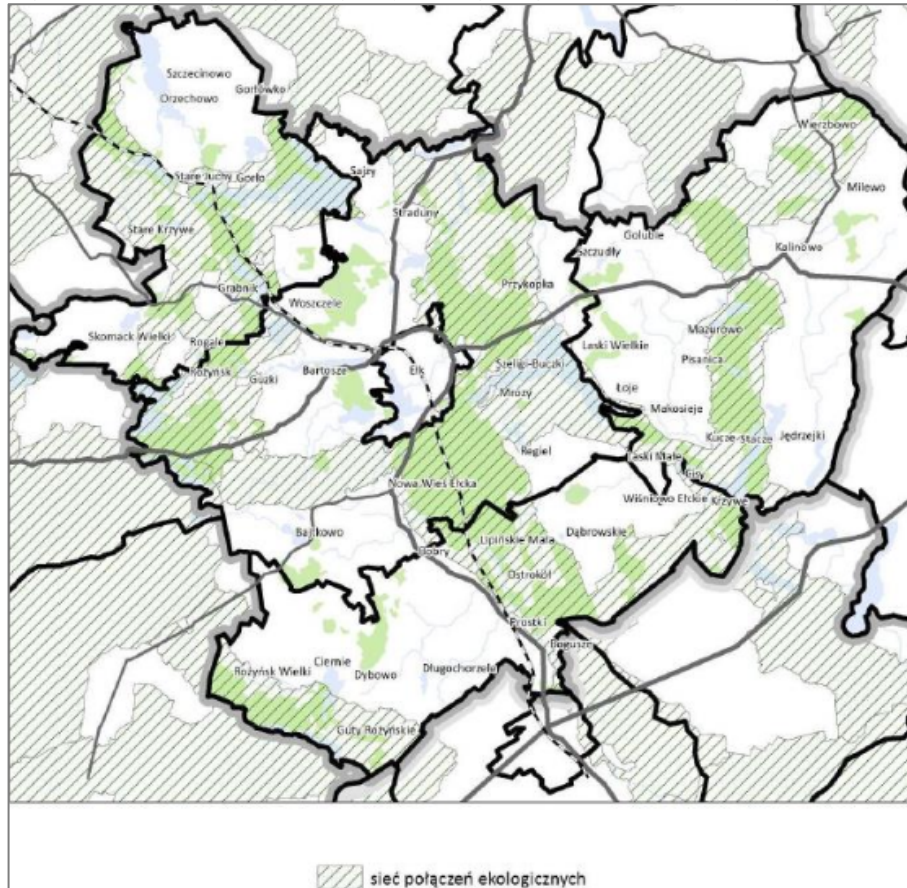 Szczecinowo
Gorłówko
Orzechowo
Wierzbowo
Sajzy
Stare Juchy
Gorło
Milewo
Straduny
Stare Krzywe
Golubie
Szczudły
Kalinowo
Przykopka
Grabnik
Woszczele
Mazurowo
Skomack Wielki
Rogale
Laski Wielkie
Pisanica
Szeligi-Buczki
Rożyńsk
Guzki
Bartosze
Ełk
Mrozy
Łoje
Makosieje
Kucze-Stacze
Jędrzejki
Regiel
Laski Małe
Gisy
Nowa Wieś Ełcka
Wiśniowo Ełckie
Krzywe
Bajtkowo
Dąbrowskie
Lipińskie Małe
Dobry
Ostrokół
Prostki
Bogusze
Ciernie
Rożyńsk Wielki
Dybowo
Długochorzele
Guty Rożyńskie
sieć połączeń ekologicznych